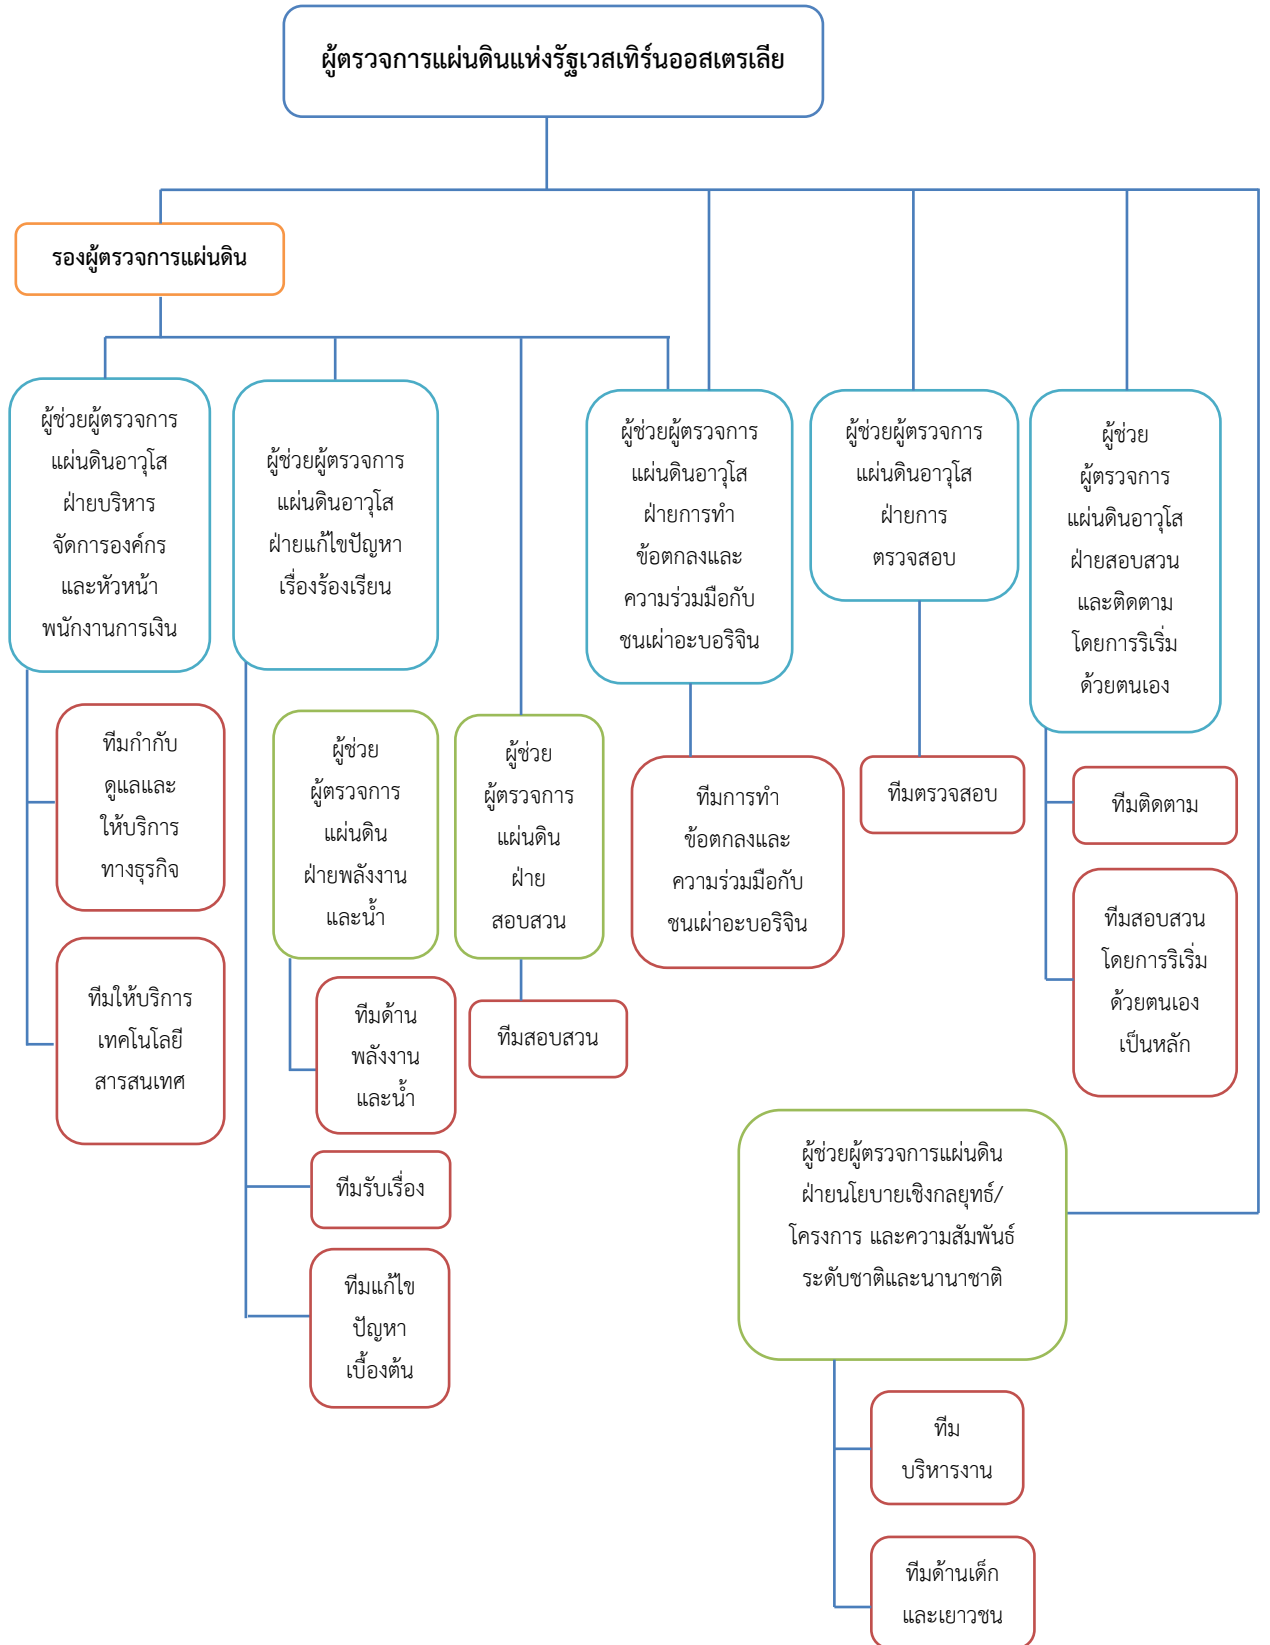 ผู้ตรวจการแผ่นดินแห่งรัฐเวสเทิร์นออสเตรเลีย
รองผู้ตรวจการแผ่นดิน
ผู้ช่วยผู้ตรวจการ
แผ่นดินอาวุโส
ฝ่ายบริหาร
จัดการองค์กร
และหัวหน้า
พนักงานการเงิน
ผู้ช่วยผู้ตรวจการ
แผ่นดินอาวุโส
ฝ่ายแก้ไขปัญหา
เรื่องร้องเรียน
ผู้ช่วยผู้ตรวจการ
แผ่นดินอาวุโส
ฝ่ายการทำ
ข้อตกลงและ
ความร่วมมือกับ
ชนเผ่าอะบอริจิน
ผู้ช่วยผู้ตรวจการ
แผ่นดินอาวุโส
ฝ่ายการ
ตรวจสอบ
ผู้ช่วย
ผู้ตรวจการ
แผ่นดินอาวุโส
ฝ่ายสอบสวน
และติดตาม
โดยการริเริ่ม
ด้วยตนเอง
ทีมกำกับ
ดูแลและ
ให้บริการ
ทางธุรกิจ
ผู้ช่วย
ผู้ตรวจการ
แผ่นดิน
ฝ่ายพลังงาน
และน้ำ
ผู้ช่วย
ผู้ตรวจการ
แผ่นดิน
ฝ่าย
สอบสวน
ทีมการทำ
ข้อตกลงและ
ความร่วมมือกับ
ชนเผ่าอะบอริจิน
ทีมตรวจสอบ
ทีมติดตาม
ทีมสอบสวน
โดยการริเริ่ม
ด้วยตนเอง
เป็นหลัก
ทีมให้บริการ
เทคโนโลยี
สารสนเทศ
ทีมด้าน
พลังงาน
และน้ำ
ทีมสอบสวน
ทีมรับเรื่อง
ทีมแก้ไข
ปัญหา
เบื้องต้น
ผู้ช่วยผู้ตรวจการแผ่นดิน
ฝ่ายนโยบายเชิงกลยุทธ์/
โครงการ และความสัมพันธ์
ระดับชาติและนานาชาติ
ทีม
บริหารงาน
ทีมด้านเด็ก
และเยาวชน